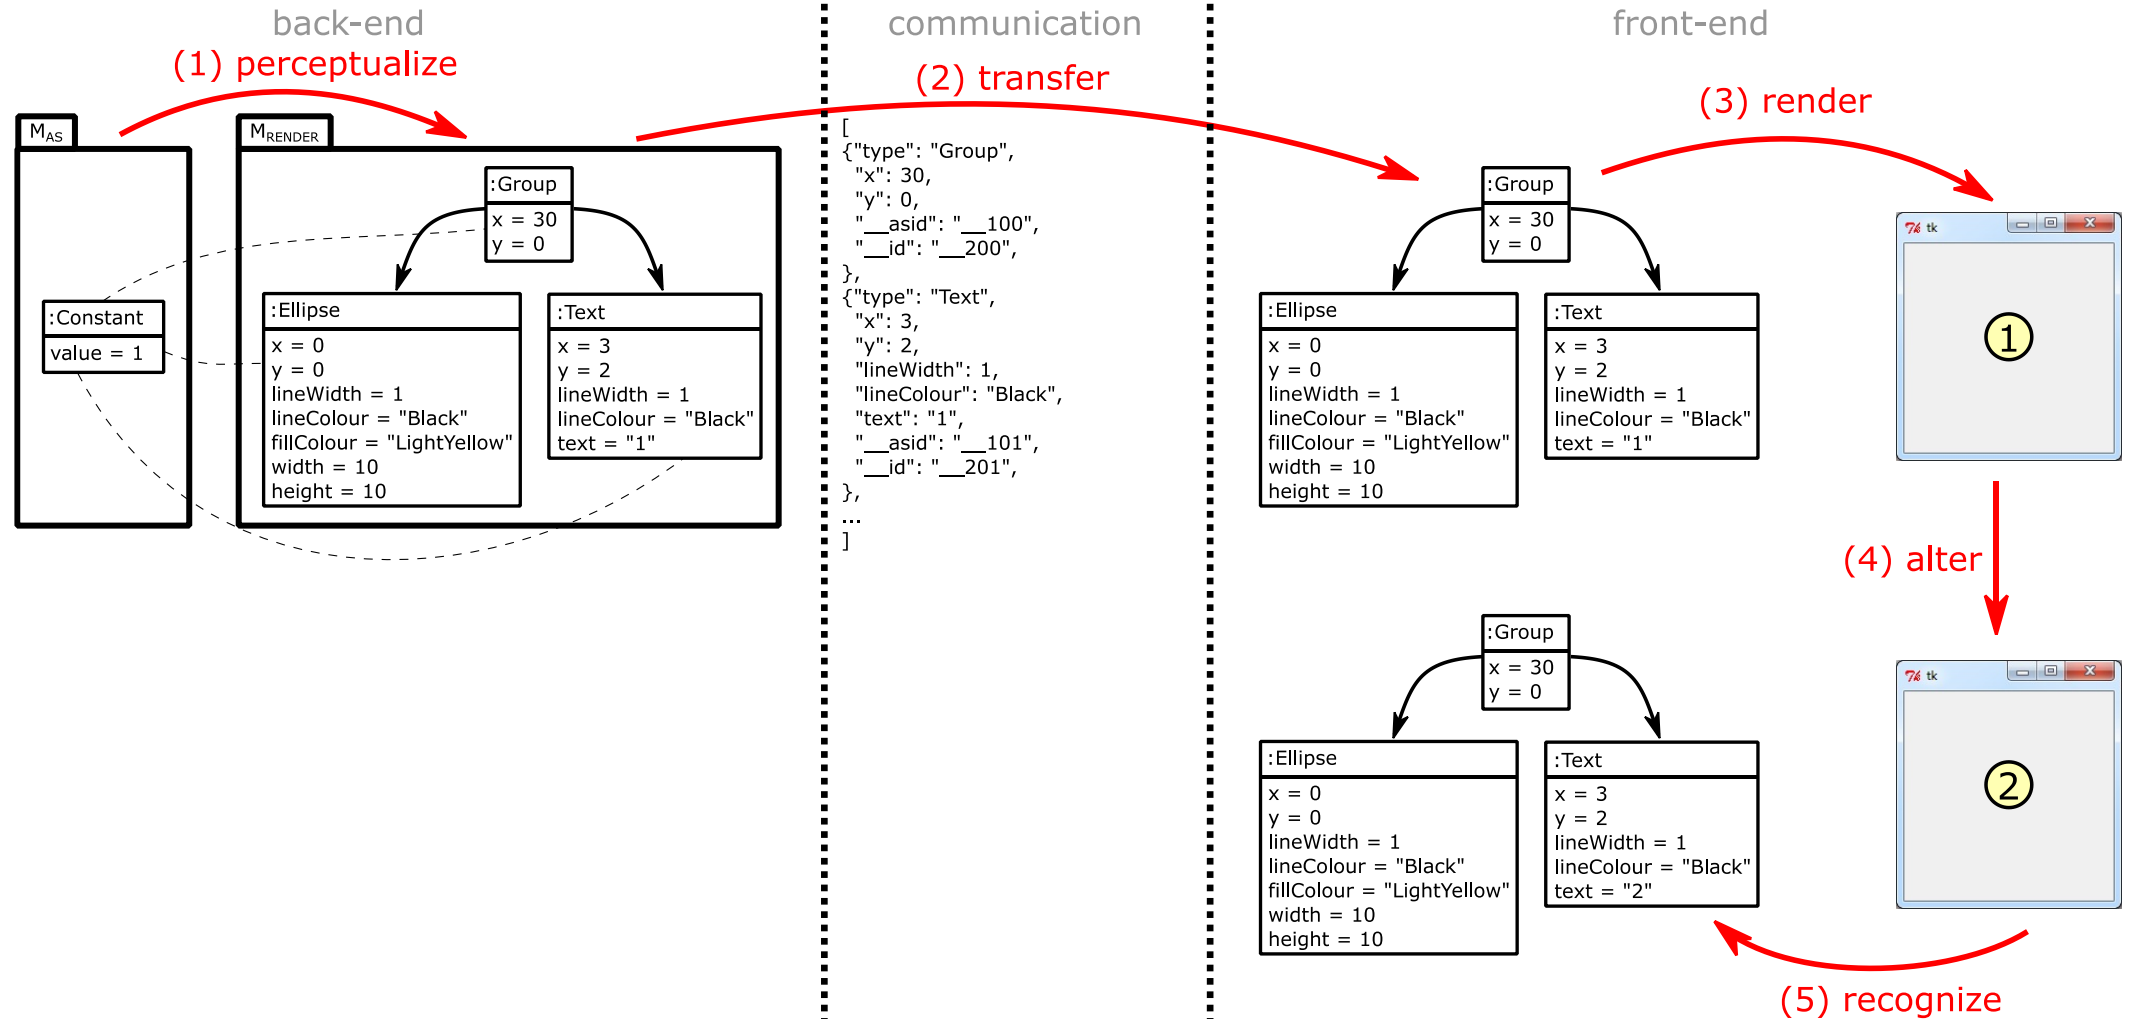 back-end
communication
front-end
(1) perceptualize
(2) transfer
(3) render
M_AS
:Constant
value = 1
M_RENDER
:Group
x = 30
y = 0
:Ellipse
x = 0
y = 0
lineWidth = 1
lineColour = "Black"
fillColour = "LightYellow"
width = 10
height = 10
:Text
x = 3
y = 2
lineWidth = 1
lineColour = "Black"
text = "1"
[
{"type": "Group",
"x": 30,
"y": 0,
"__asid": "__100",
"__id": "__200",
},
{"type": "Text",
"x": 3,
"y": 2,
"lineWidth": 1,
"lineColour": "Black",
"text": "1",
"__asid": "__101",
"__id": "__201",
},
...
]
:Group
x = 30
y = 0
:Ellipse
x = 0
y = 0
lineWidth = 1
lineColour = "Black"
fillColour = "LightYellow"
width = 10
height = 10
:Text
x = 3
y = 2
lineWidth = 1
lineColour = "Black"
text = "1"
tk
1
(4) alter
:Group
x = 30
y = 0
:Ellipse
x = 0
y = 0
lineWidth = 1
lineColour = "Black"
fillColour = "LightYellow"
width = 10
height = 10
:Text
x = 3
y = 2
lineWidth = 1
lineColour = "Black"
text = "2"
tk
2
(5) recognize